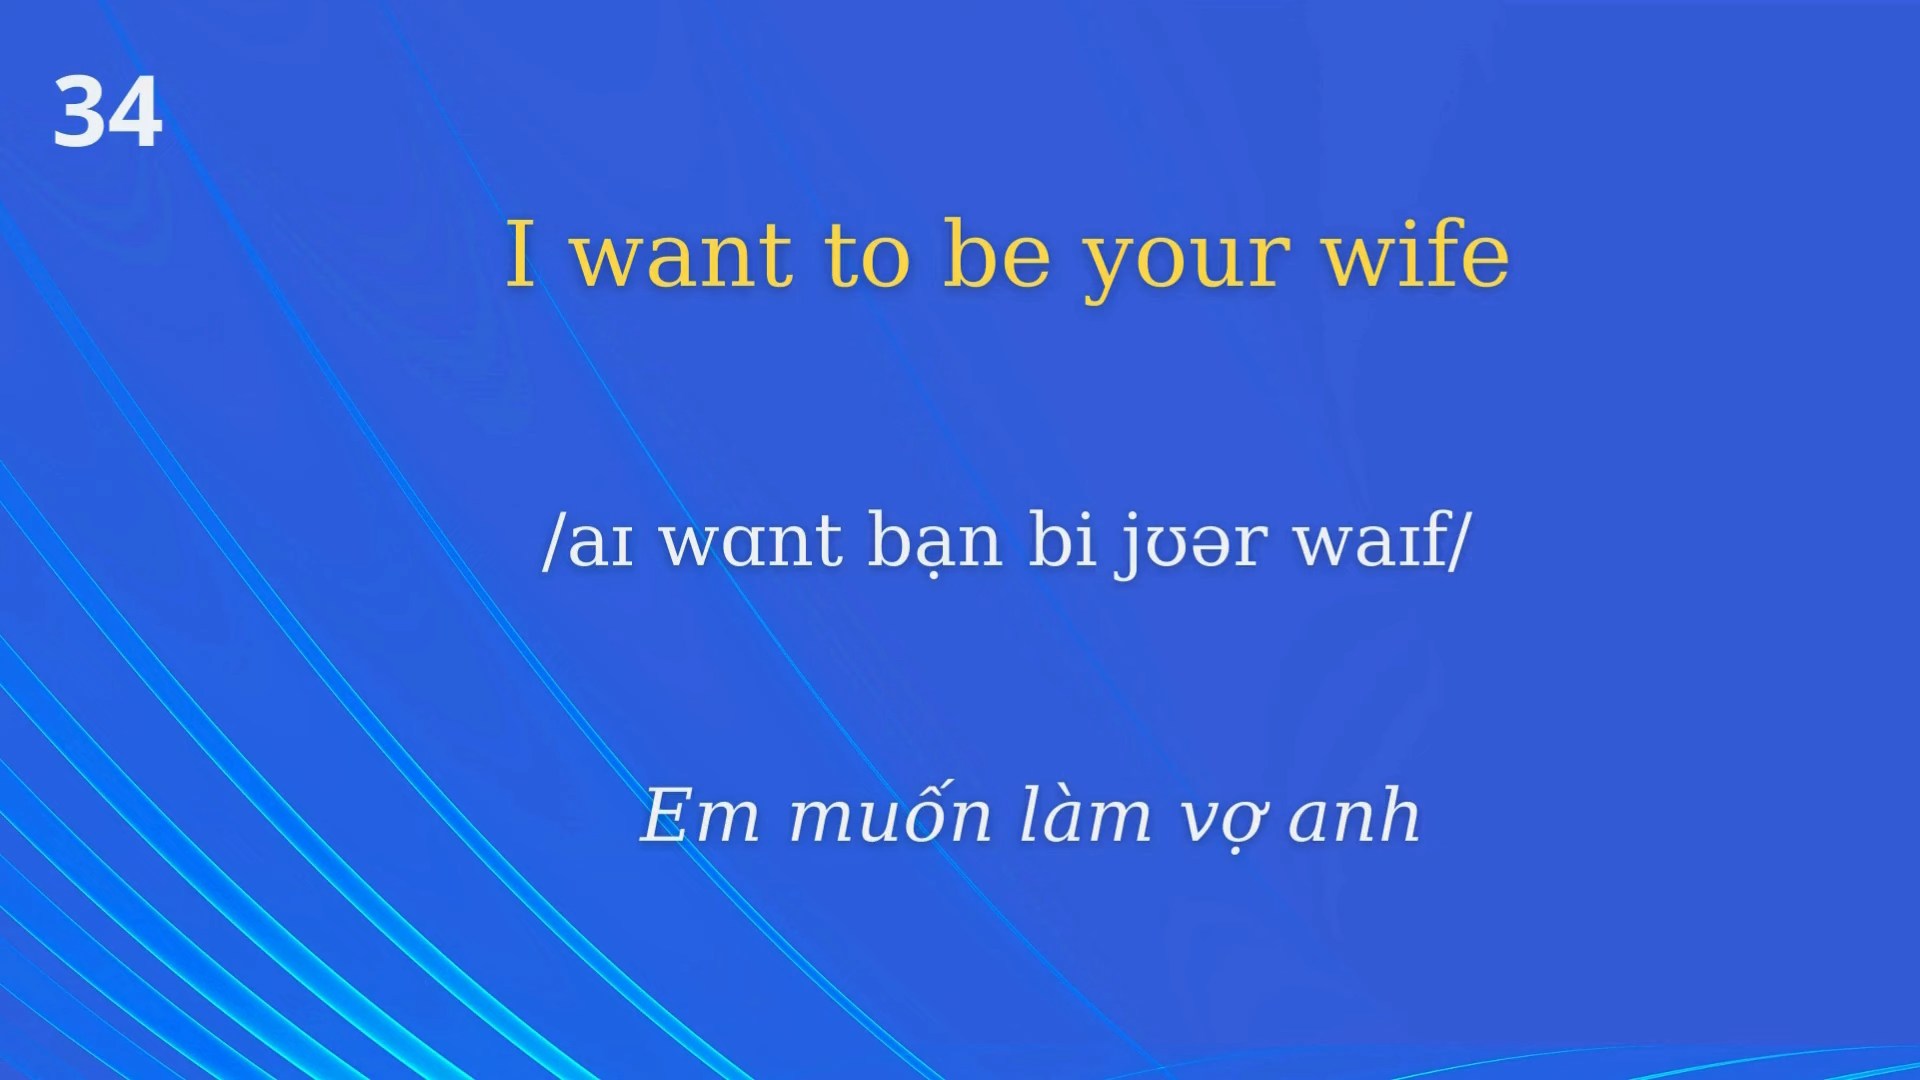 34
I want to be your wife
/aɪ wɑnt bạn bi jʊər waɪf/
Em muốn làm vợ anh